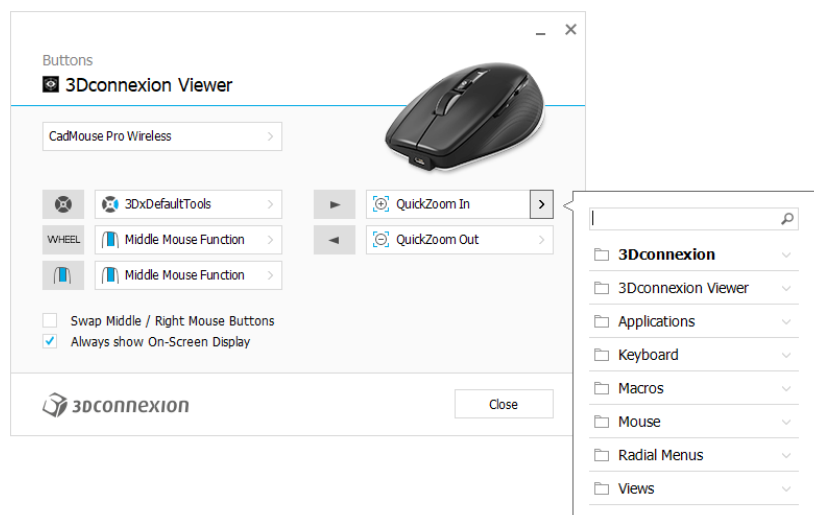 Buttons
3Dconnexion Viewer
CadMouse Pro Wireless
3DxDefaultTools
QuickZoom In
WHEEL
Middle Mouse Function
QuickZoom Out
Middle Mouse Function
Swap Middle / Right Mouse Buttons
Always show On-Screen Display
3Dconnexion
Close
3Dconnexion
3Dconnexion Viewer
Applications
Keyboard
Macros
Mouse
Radial Menus
Views